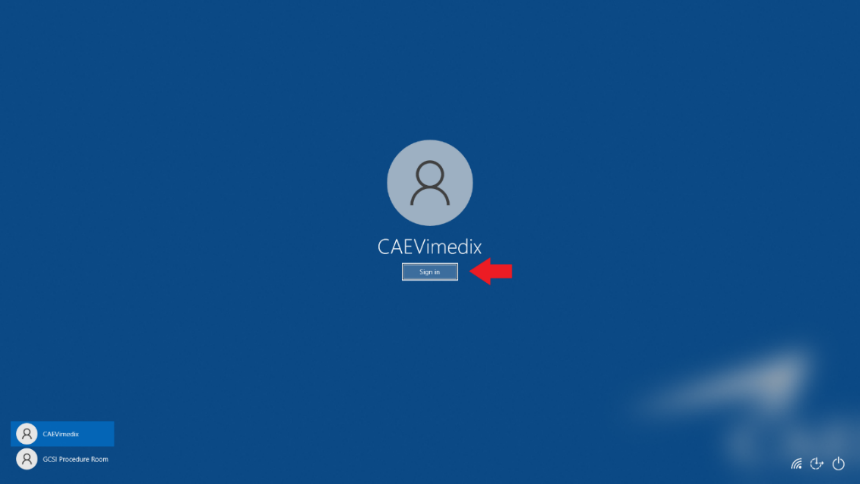 CAEVimedix
Sign in
CAEVimedix
GCSI Procedure Room